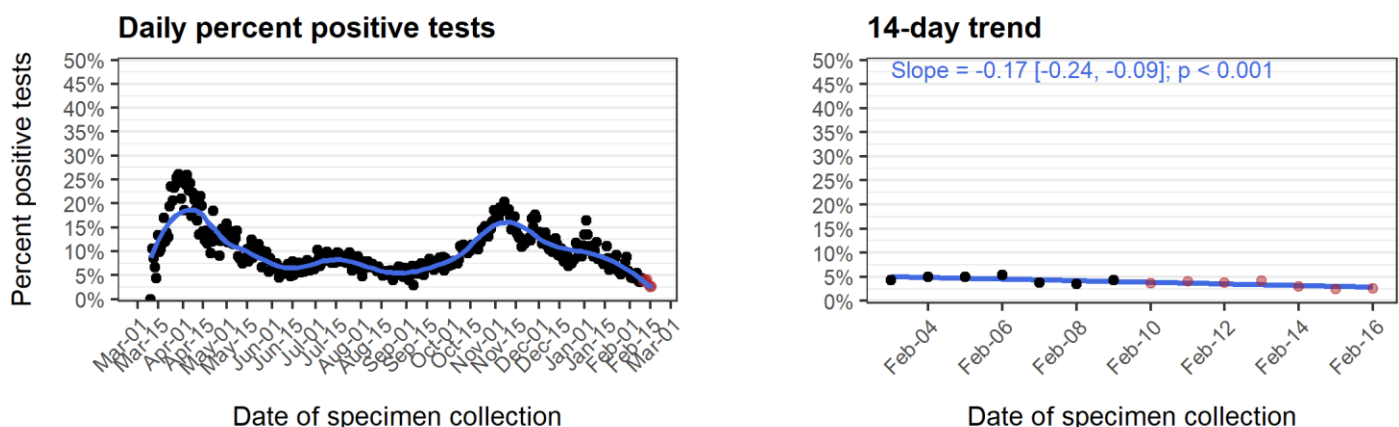 Daily percent positive tests
Percent positive tests
50%
45%
40%
35%
30%
25%
20%
15%
10%
5%
0%
Mar-01
Mar-15
Apr-01
Apr-15
May-01
May-15
Jun-01
Jun-15
Jul-01
Jul-15
Aug-01
Aug-15
Sep-01
Sep-15
Oct-01
Oct-15
Nov-01
Nov-15
Dec-01
Dec-15
Jan-01
Jan-15
Feb-01
Feb-15
Mar-01
Date of specimen collection
14-day trend
Slope = -0.17 [-0.24, -0.09]; p < 0.001
50%
45%
40%
35%
30%
25%
20%
15%
10%
5%
0%
Feb-04
Feb-06
Feb-08
Feb-10
Feb-12
Feb-14
Feb-16
Date of specimen collection